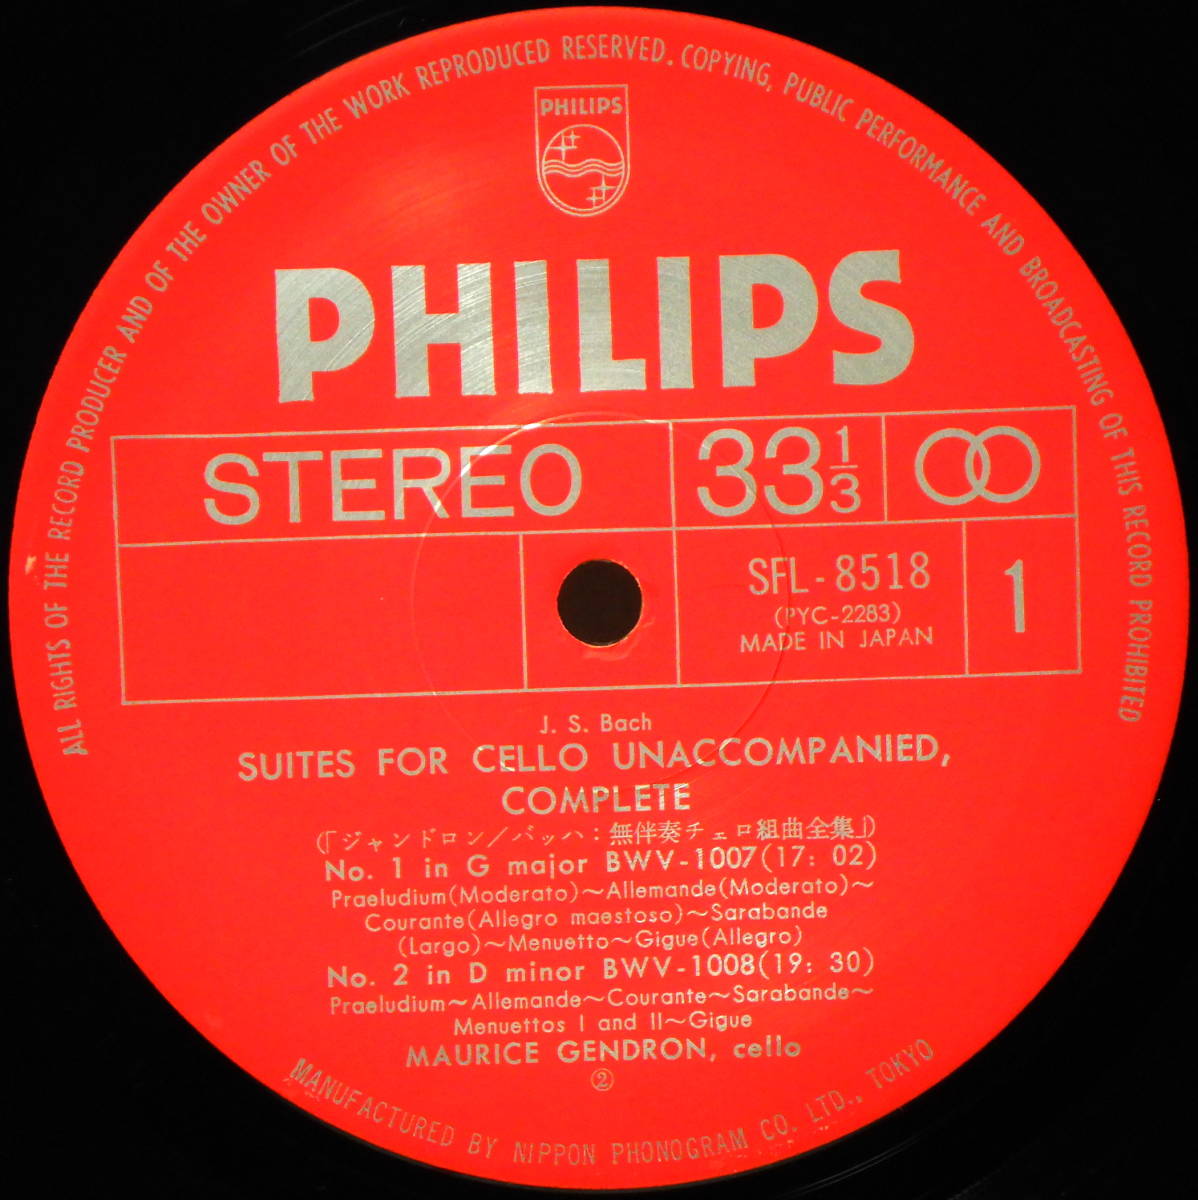 ALL RIGHTS OF THE RECORD PRODUCER AND OF THE OWNER OF THE WORK REPRODUCED RESERVED. COPYING, PUBLIC PERFORMANCE AND BROADCASTING OF THIS RECORD PROHIBITED
PHILIPS
PHILIPS
STEREO 33 1/3
SFL-8518 1
(PYC-2283)
MADE IN JAPAN
J. S. Bach
SUITES FOR CELLO UNACCOMPANIED,
COMPLETE
(「ジャンドロン/バッハ:無伴奏チェロ組曲全集」)
No. 1 in G major BWV-1007(17: 02)
Praeludium(Moderato)~Allemande(Moderato)~
Courante(Allegro maestoso)~Sarabande
(Largo)~Menuetto~Gigue(Allegro)
No. 2 in D minor BWV-1008(19: 30)
Praeludium~Allemande~Courante~Sarabande~
Menuettos I and II~Gigue
MAURICE GENDRON, cello
②
MANUFACTURED BY NIPPON PHONOGRAM CO. LTD., TOKYO